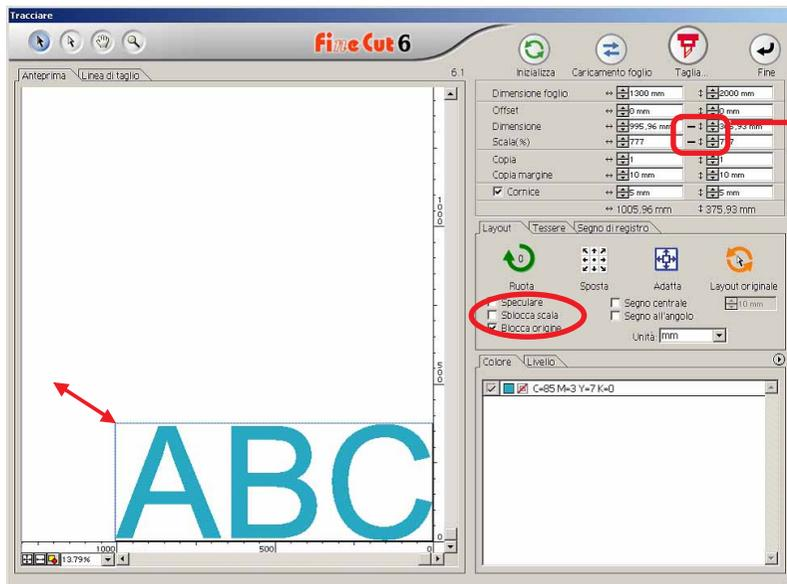 Tracciare
Fine Cut 6
Inizializza Caricamento foglio Taglia... Fine
Anteprima Linea di taglio 6.1
Dimensione foglio 1300 mm 2000 mm
Offset 0 mm 0 mm
Dimensione 995,96 mm
Scala(%) 777
Copia 1 1
Copia margine 10 mm 10 mm
Cornice 5 mm 5 mm
1005,96 mm 375,93 mm
Layout Tessere Segno di registro
0
Ruota Sposta Adatta Layout originale
Speculare Segno centrale 10 mm
Sblocca scala Segno all'angolo
Blocca origine Unità: mm
Colore Livello
C=85 M=3 Y=7 K=0
1000
500
0
ABC
1000 500 0
13.79%